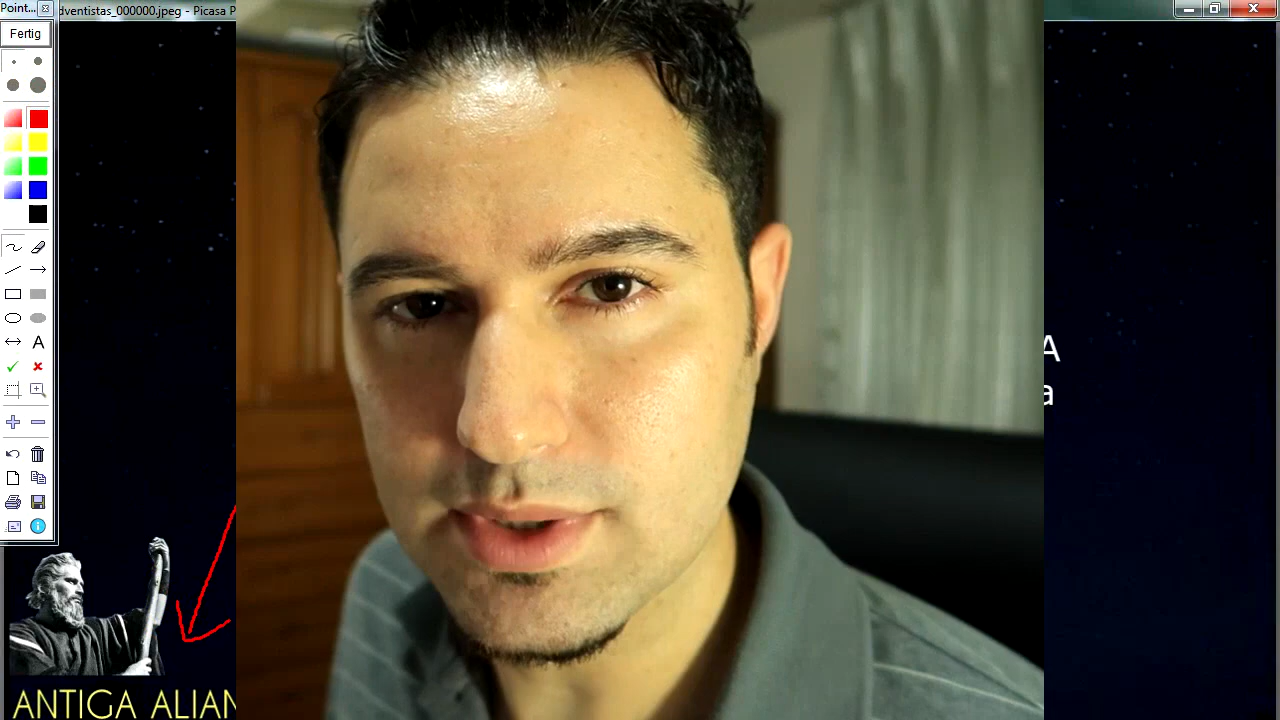 Point...
dventistas_000000.jpeg - Picasa P
Fertig
A
A
a
ANTIGA ALIAN